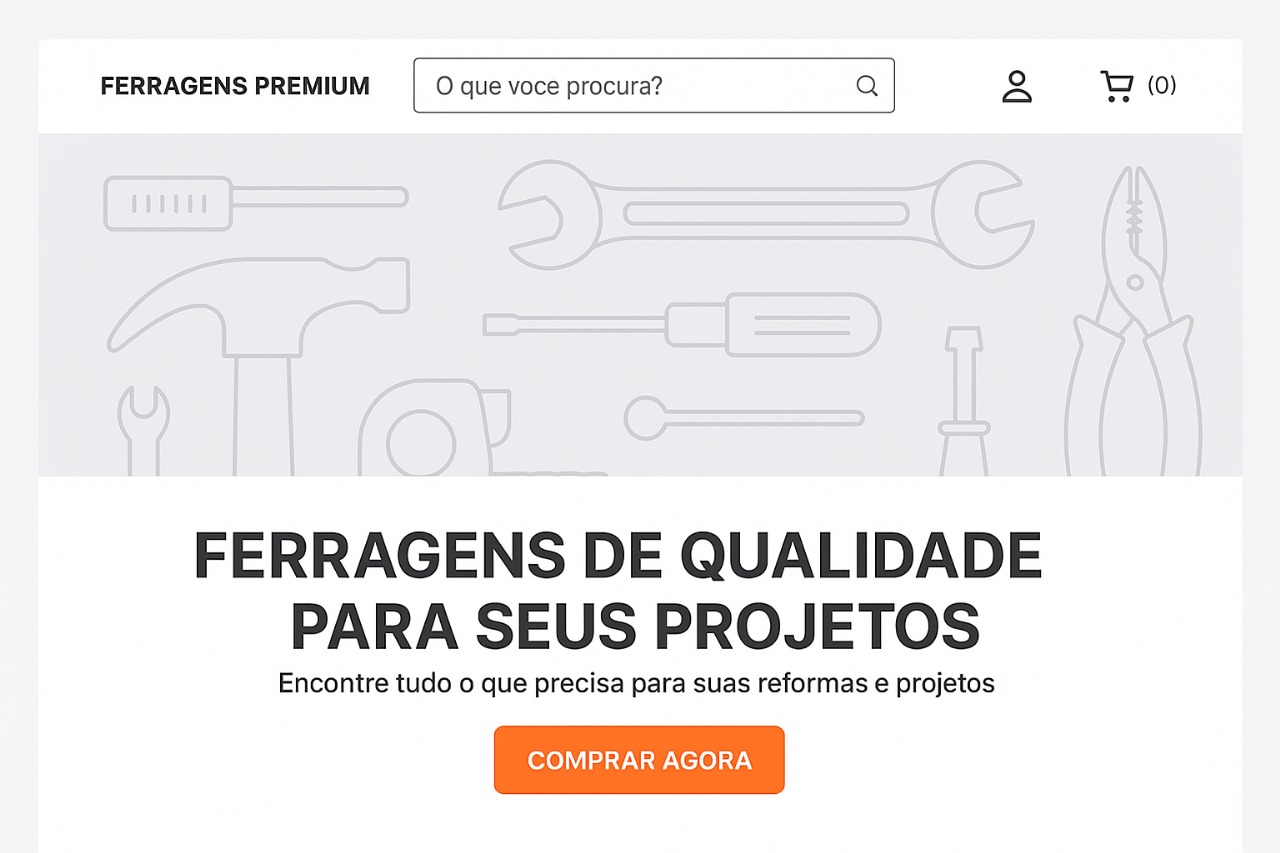 FERRAGENS PREMIUM
O que voce procura?
(0)
FERRAGENS DE QUALIDADE
PARA SEUS PROJETOS
Encontre tudo o que precisa para suas reformas e projetos
COMPRAR AGORA